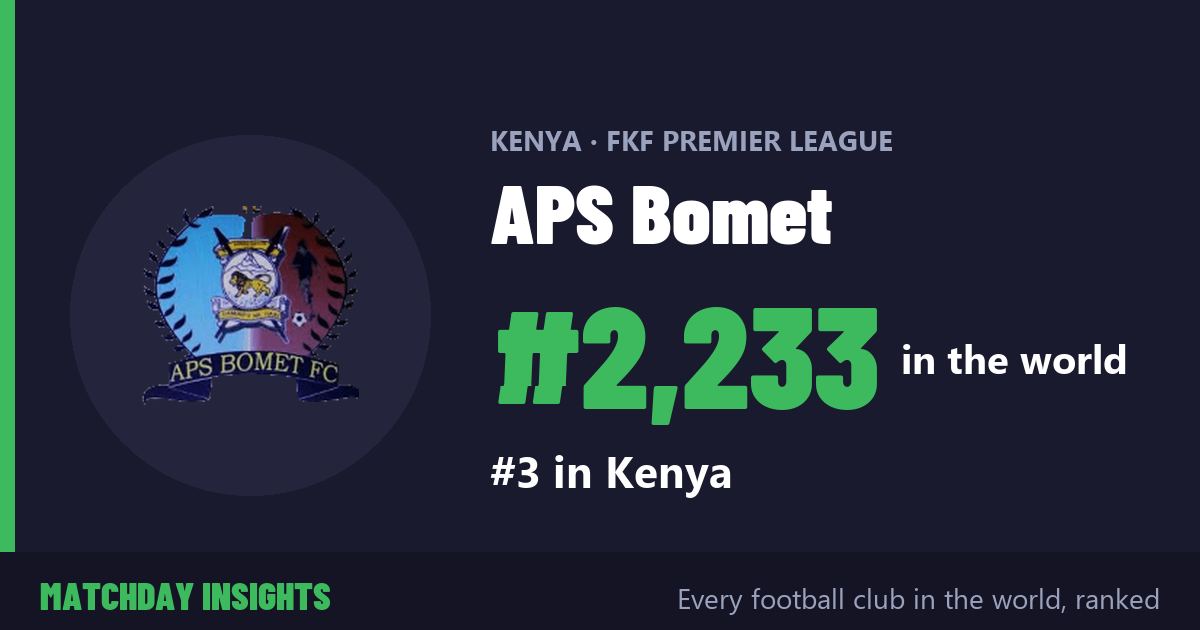 KENYA · FKF PREMIER LEAGUE
APS Bomet
#2,233 in the world
#3 in Kenya
APS BOMET FC
MATCHDAY INSIGHTS
Every football club in the world, ranked